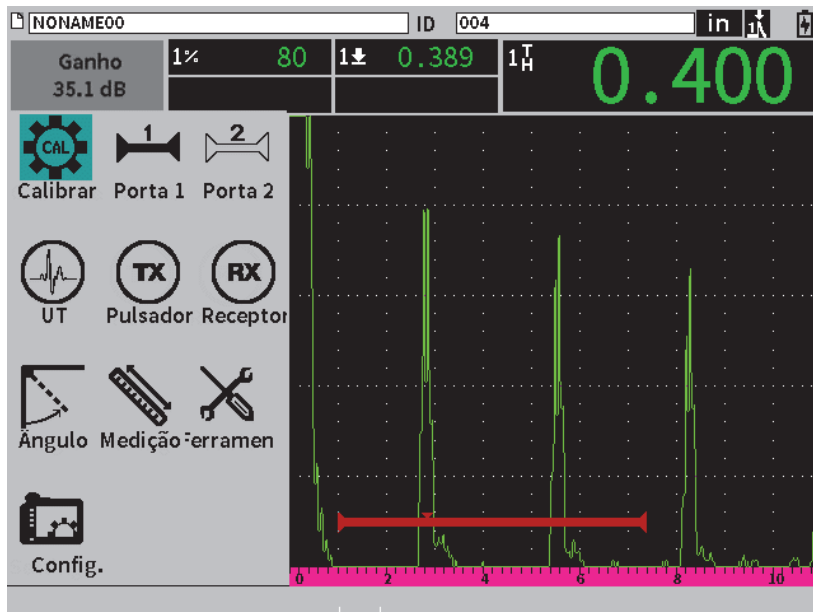 NONAME00 ID 004 in
Ganho
35.1 dB
1% 80
1 0.389
1 T H 0.400
CAL 1 2
Calibrar Porta 1 Porta 2
TX RX
UT Pulsador Receptor
Ângulo Medição Ferramen
Config.
0 2 4 6 8 10